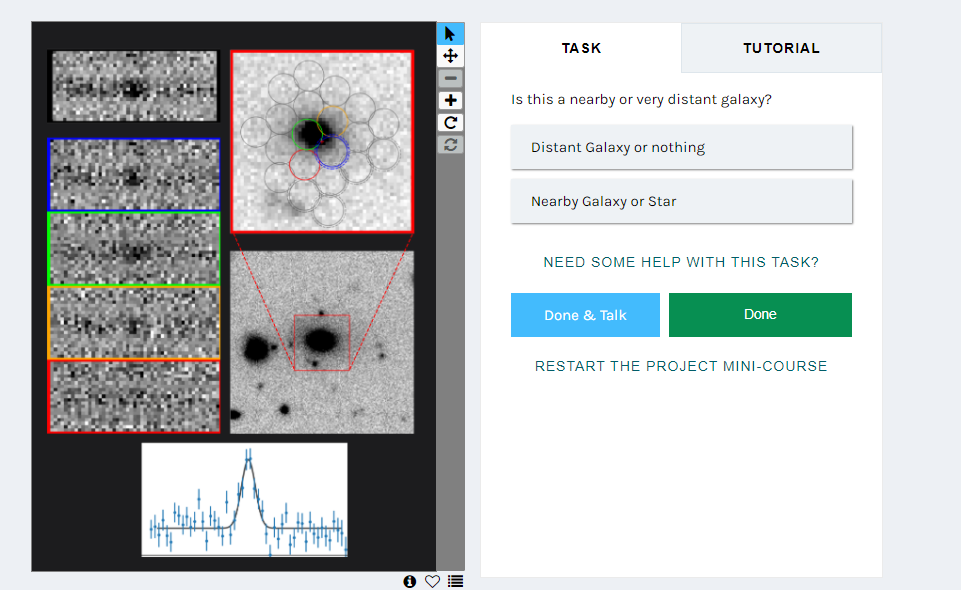 TASK
TUTORIAL
Is this a nearby or very distant galaxy?
Distant Galaxy or nothing
Nearby Galaxy or Star
NEED SOME HELP WITH THIS TASK?
Done & Talk
Done
RESTART THE PROJECT MINI-COURSE